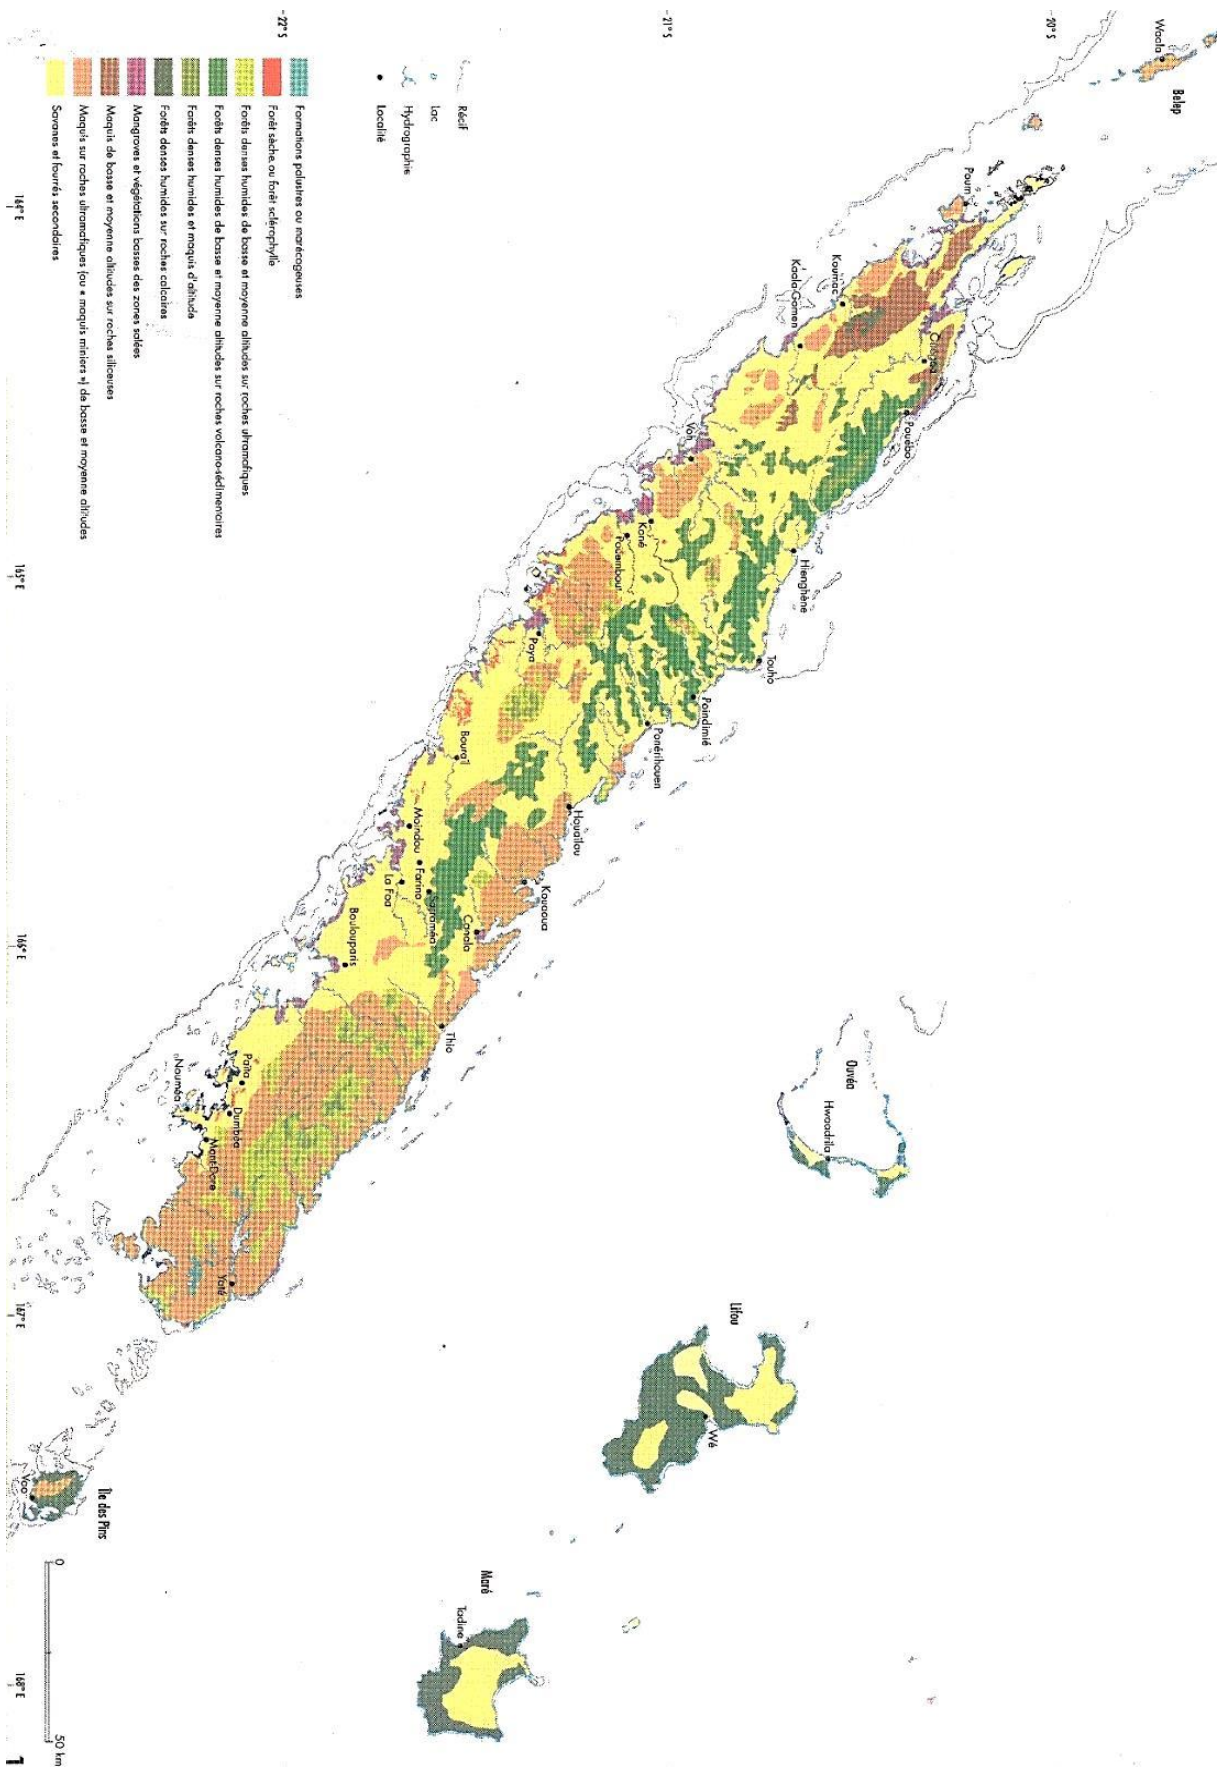 Belep
Waala
20° S
21° S
22° S
Poum
Ouégoa
Pouébo
Koumac
Kaala-Gomen
Hienghène
Voh
Koné
Pouembout
Touho
Poindimié
Ponérihouen
Poya
Houaïlou
Bouraïl
Kouaoua
Moindou
Farino
Sarraméa
La Foa
Canala
Boulouparis
Thio
Païta
Nouméa
Dumbéa
Mont-Dore
Yaté
Ouvéa
Hwaadrila
Lifou
Wé
Maré
Tadine
Île des Pins
Vao
Récif
Lac
Hydrographie
Localité
Formations palustres ou marécageuses
Forêt sèche ou forêt sclérophylle
Forêts denses humides de basse et moyenne altitudes sur roches ultramafiques
Forêts denses humides de basse et moyenne altitudes sur roches volcano-sédimentaires
Forêts denses humides et maquis d'altitude
Forêts denses humides sur roches calcaires
Mangroves et végétations basses des zones salées
Maquis de basse et moyenne altitudes sur roches siliceuses
Maquis sur roches ultramafiques (ou « maquis miniers ») de basse et moyenne altitudes
Savanes et fourrés secondaires
164° E
165° E
166° E
167° E
168° E
0
50 km
1